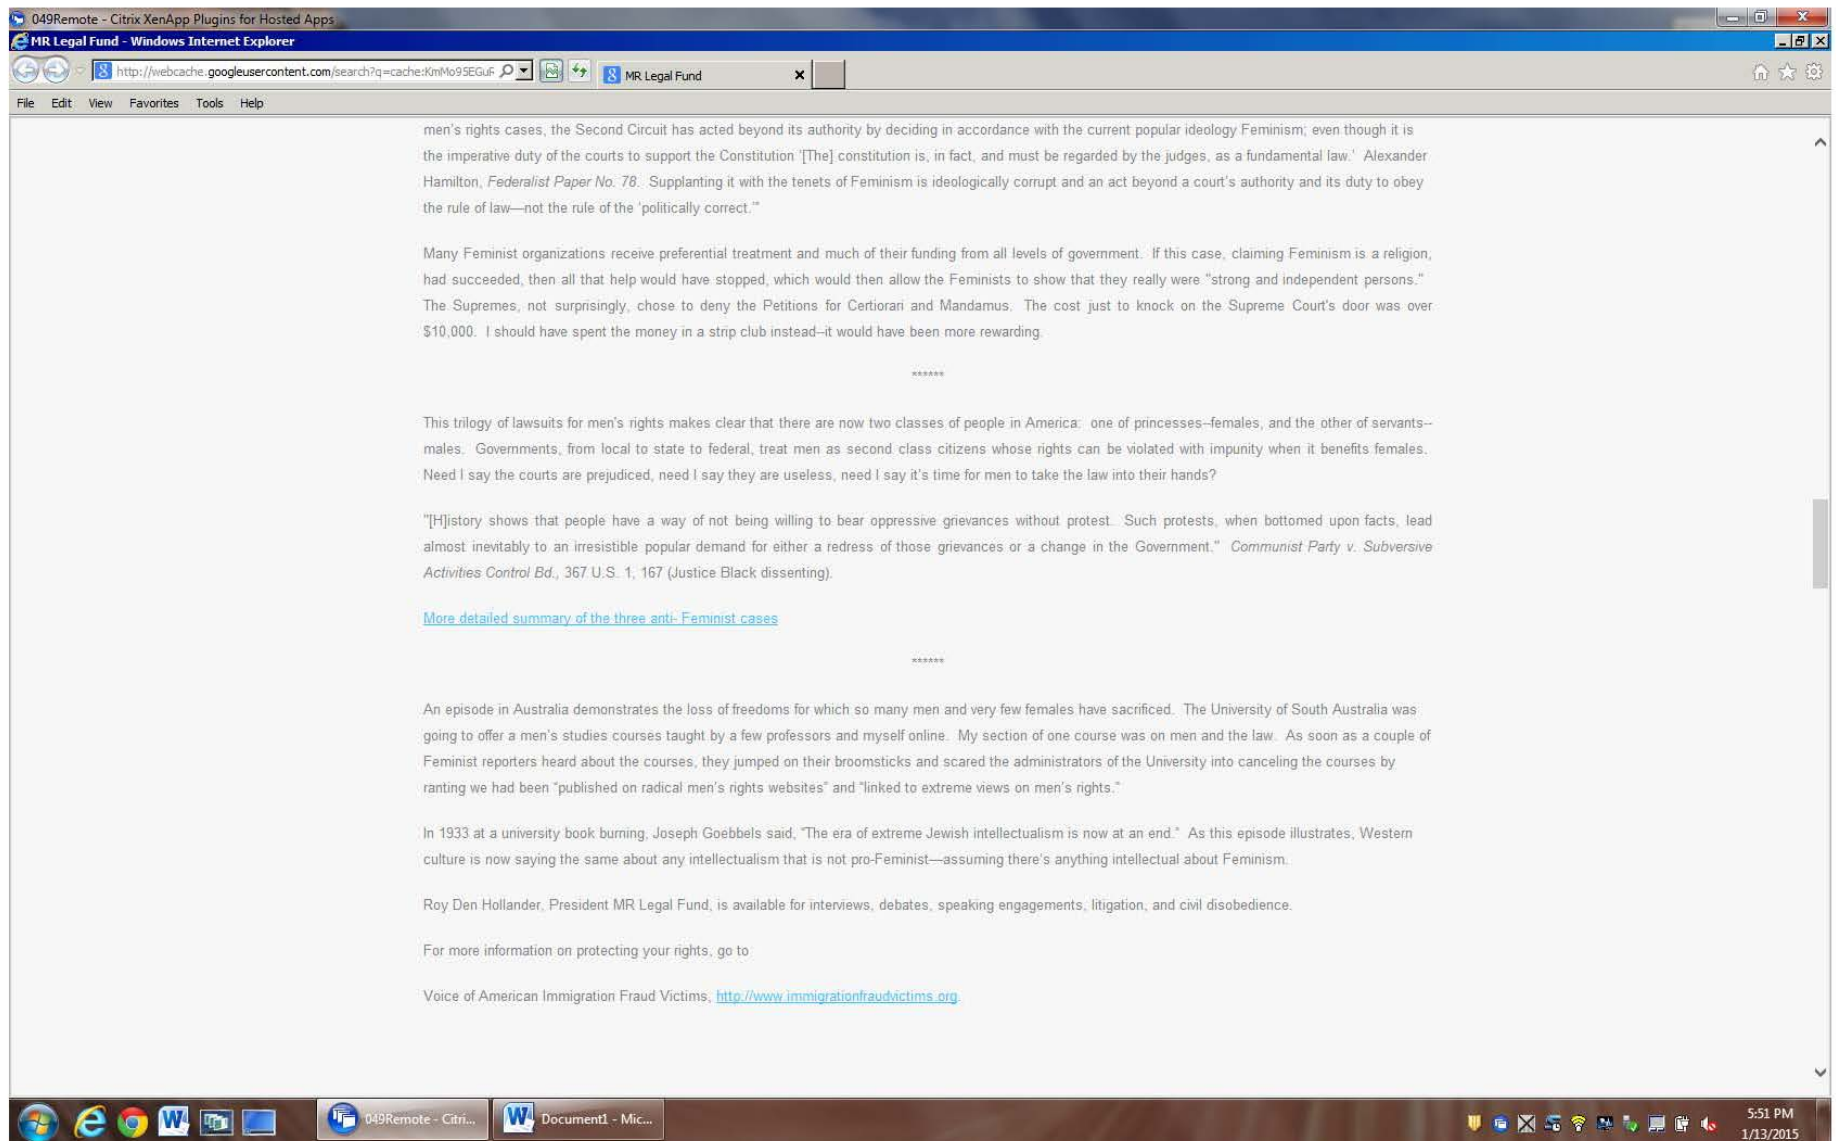 049Remote - Citrix XenApp Plugins for Hosted Apps
MR Legal Fund - Windows Internet Explorer
http://webcache.googleusercontent.com/search?q=cache:KmMo95EGuF
MR Legal Fund
File Edit View Favorites Tools Help
men's rights cases, the Second Circuit has acted beyond its authority by deciding in accordance with the current popular ideology Feminism; even though it is
the imperative duty of the courts to support the Constitution '[The] constitution is, in fact, and must be regarded by the judges, as a fundamental law.' Alexander
Hamilton, Federalist Paper No. 78. Supplanting it with the tenets of Feminism is ideologically corrupt and an act beyond a court's authority and its duty to obey
the rule of law—not the rule of the 'politically correct.'"
Many Feminist organizations receive preferential treatment and much of their funding from all levels of government. If this case, claiming Feminism is a religion,
had succeeded, then all that help would have stopped, which would then allow the Feminists to show that they really were "strong and independent persons."
The Supremes, not surprisingly, chose to deny the Petitions for Certiorari and Mandamus. The cost just to knock on the Supreme Court's door was over
$10,000. I should have spent the money in a strip club instead--it would have been more rewarding.
******
This trilogy of lawsuits for men's rights makes clear that there are now two classes of people in America: one of princesses--females, and the other of servants--
males. Governments, from local to state to federal, treat men as second class citizens whose rights can be violated with impunity when it benefits females.
Need I say the courts are prejudiced, need I say they are useless, need I say it's time for men to take the law into their hands?
"[H]istory shows that people have a way of not being willing to bear oppressive grievances without protest. Such protests, when bottomed upon facts, lead
almost inevitably to an irresistible popular demand for either a redress of those grievances or a change in the Government." Communist Party v. Subversive
Activities Control Bd., 367 U.S. 1, 167 (Justice Black dissenting).
More detailed summary of the three anti- Feminist cases
******
An episode in Australia demonstrates the loss of freedoms for which so many men and very few females have sacrificed. The University of South Australia was
going to offer a men's studies courses taught by a few professors and myself online. My section of one course was on men and the law. As soon as a couple of
Feminist reporters heard about the courses, they jumped on their broomsticks and scared the administrators of the University into canceling the courses by
ranting we had been "published on radical men's rights websites" and "linked to extreme views on men's rights."
In 1933 at a university book burning, Joseph Goebbels said, "The era of extreme Jewish intellectualism is now at an end." As this episode illustrates, Western
culture is now saying the same about any intellectualism that is not pro-Feminist—assuming there's anything intellectual about Feminism.
Roy Den Hollander, President MR Legal Fund, is available for interviews, debates, speaking engagements, litigation, and civil disobedience.
For more information on protecting your rights, go to
Voice of American Immigration Fraud Victims, http://www.immigrationfraudvictims.org.
049Remote - Citri...
Document1 - Mic...
5:51 PM
1/13/2015